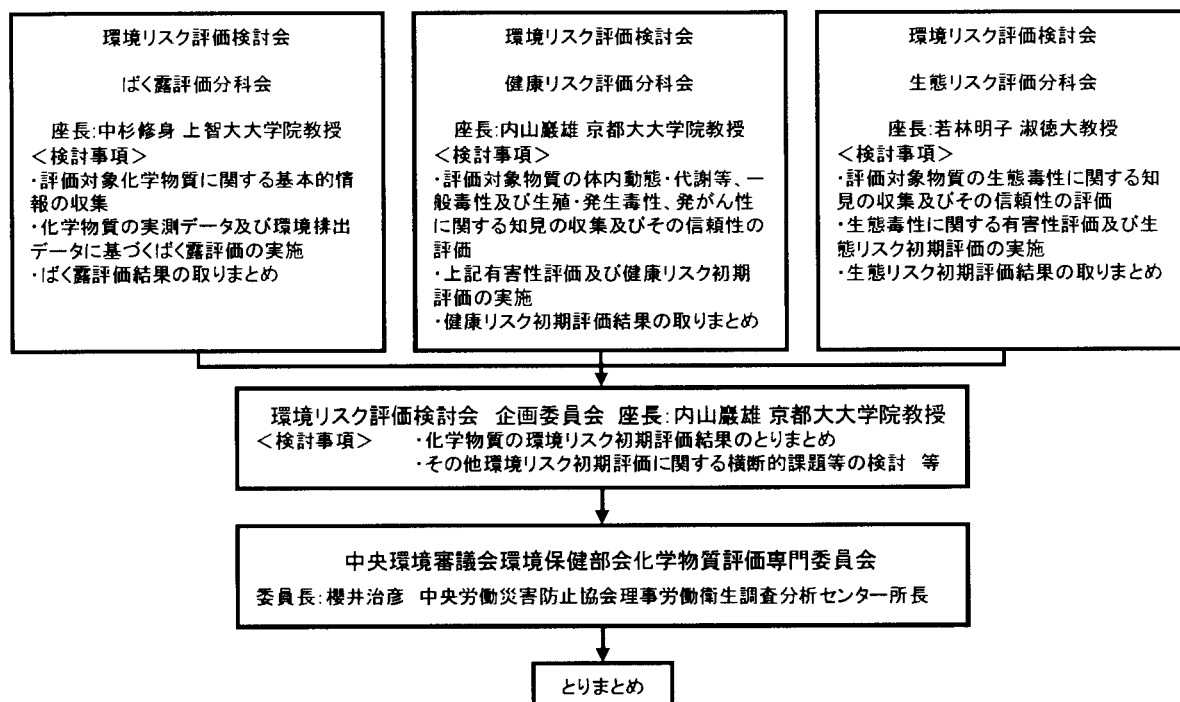 環境リスク評価検討会
ばく露評価分科会
座長:中杉修身 上智大大学院教授
<検討事項>
・評価対象化学物質に関する基本的情
報の収集
・化学物質の実測データ及び環境排出
データに基づくばく露評価の実施
・ばく露評価結果の取りまとめ
環境リスク評価検討会
健康リスク評価分科会
座長:内山巌雄 京都大大学院教授
<検討事項>
・評価対象物質の体内動態・代謝等、一
般毒性及び生殖・発生毒性、発がん性
に関する知見の収集及びその信頼性の
評価
・上記有害性評価及び健康リスク初期
評価の実施
・健康リスク初期評価結果の取りまとめ
環境リスク評価検討会
生態リスク評価分科会
座長:若林明子 淑徳大教授
<検討事項>
・評価対象物質の生態毒性に関する知
見の収集及びその信頼性の評価
・生態毒性に関する有害性評価及び生
態リスク初期評価の実施
・生態リスク初期評価結果の取りまとめ
環境リスク評価検討会 企画委員会 座長:内山巌雄 京都大大学院教授
<検討事項> ・化学物質の環境リスク初期評価結果のとりまとめ
・その他環境リスク初期評価に関する横断的課題等の検討 等
中央環境審議会環境保健部会化学物質評価専門委員会
委員長:櫻井治彦 中央労働災害防止協会理事労働衛生調査分析センター所長
とりまとめ